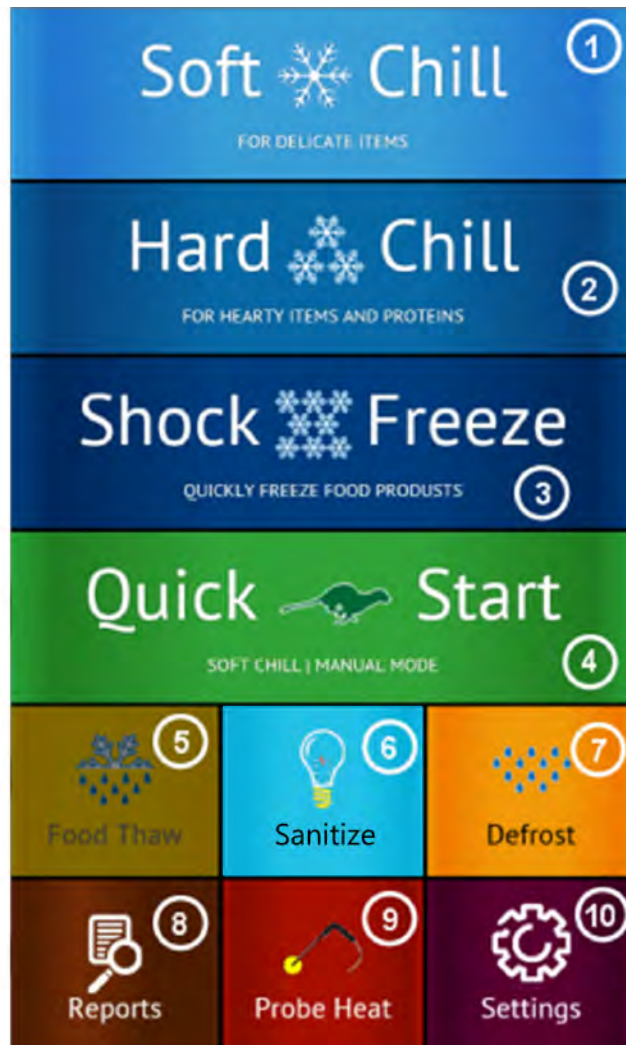 1
Soft Chill
FOR DELICATE ITEMS
Hard Chill
2
FOR HEARTY ITEMS AND PROTEINS
Shock Freeze
QUICKLY FREEZE FOOD PRODUSTS
3
Quick Start
SOFT CHILL | MANUAL MODE
4
5
Food Thaw
6
Sanitize
7
Defrost
8
Reports
9
Probe Heat
10
Settings